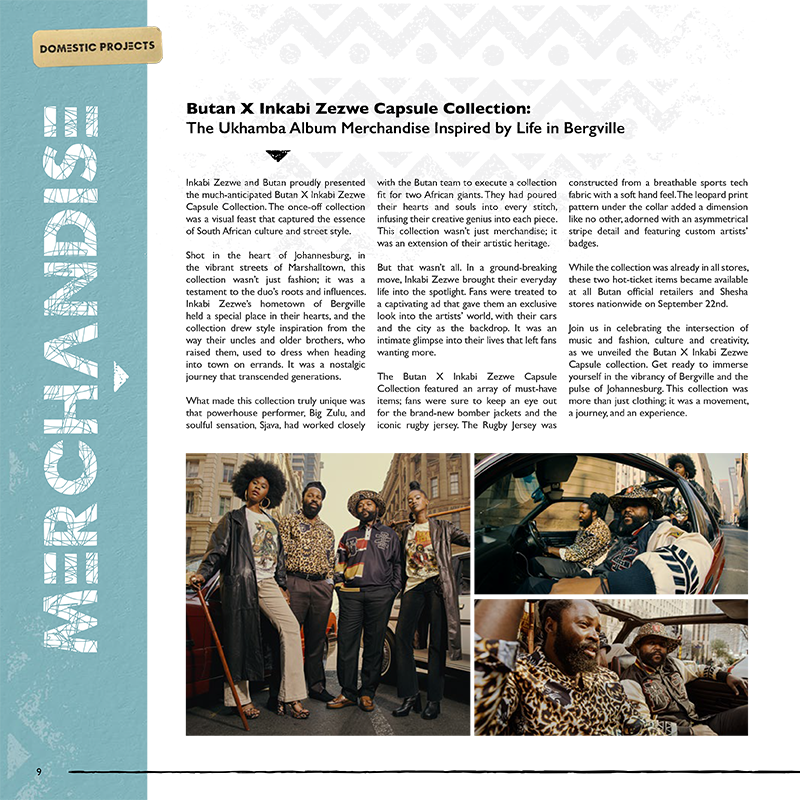 DOMESTIC PROJECTS
MERCHANDISE
Butan X Inkabi Zezwe Capsule Collection:
The Ukhamba Album Merchandise Inspired by Life in Bergville
Inkabi Zezwe and Butan proudly presented
the much-anticipated Butan X Inkabi Zezwe
Capsule Collection. The once-off collection
was a visual feast that captured the essence
of South African culture and street style.
Shot in the heart of Johannesburg, in
the vibrant streets of Marshalltown, this
collection wasn't just fashion; it was a
testament to the duo's roots and influences.
Inkabi Zezwe's hometown of Bergville
held a special place in their hearts, and the
collection drew style inspiration from the
way their uncles and older brothers, who
raised them, used to dress when heading
into town on errands. It was a nostalgic
journey that transcended generations.
What made this collection truly unique was
that powerhouse performer, Big Zulu, and
soulful sensation, Sjava, had worked closely
with the Butan team to execute a collection
fit for two African giants. They had poured
their hearts and souls into every stitch,
infusing their creative genius into each piece.
This collection wasn't just merchandise; it
was an extension of their artistic heritage.
But that wasn't all. In a ground-breaking
move, Inkabi Zezwe brought their everyday
life into the spotlight. Fans were treated to
a captivating ad that gave them an exclusive
look into the artists' world, with their cars
and the city as the backdrop. It was an
intimate glimpse into their lives that left fans
wanting more.
The Butan X Inkabi Zezwe Capsule
Collection featured an array of must-have
items; fans were sure to keep an eye out
for the brand-new bomber jackets and the
iconic rugby jersey. The Rugby Jersey was
constructed from a breathable sports tech
fabric with a soft hand feel. The leopard print
pattern under the collar added a dimension
like no other, adorned with an asymmetrical
stripe detail and featuring custom artists'
badges.
While the collection was already in all stores,
these two hot-ticket items became available
at all Butan official retailers and Shesha
stores nationwide on September 22nd.
Join us in celebrating the intersection of
music and fashion, culture and creativity,
as we unveiled the Butan X Inkabi Zezwe
Capsule collection. Get ready to immerse
yourself in the vibrancy of Bergville and the
pulse of Johannesburg. This collection was
more than just clothing; it was a movement,
a journey, and an experience.
9